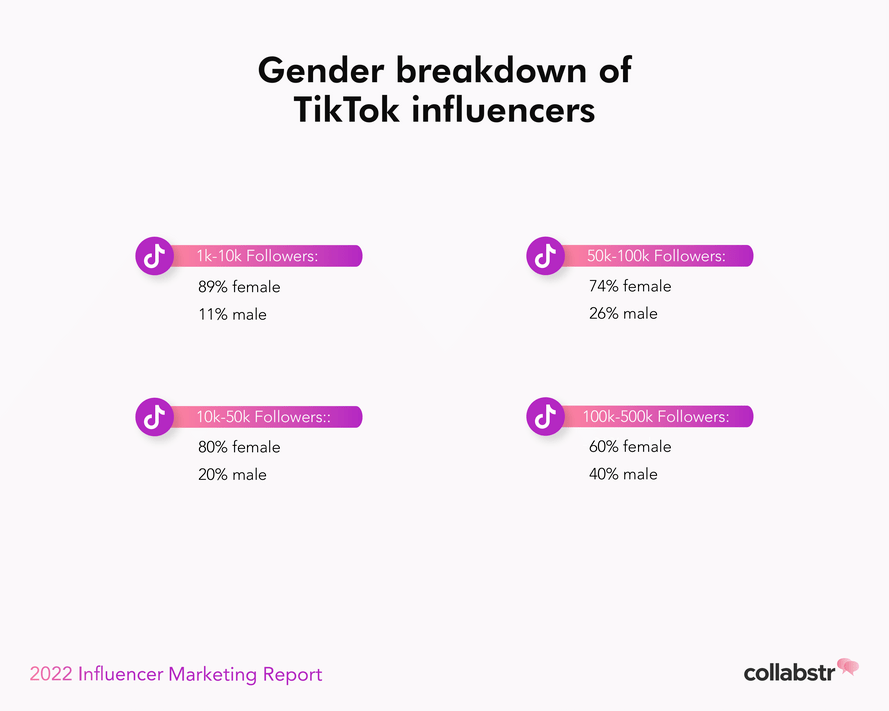 Gender breakdown of
TikTok influencers
1k-10k Followers:
89% female
11% male
50k-100k Followers:
74% female
26% male
10k-50k Followers::
80% female
20% male
100k-500k Followers:
60% female
40% male
2022 Influencer Marketing Report
collabstr